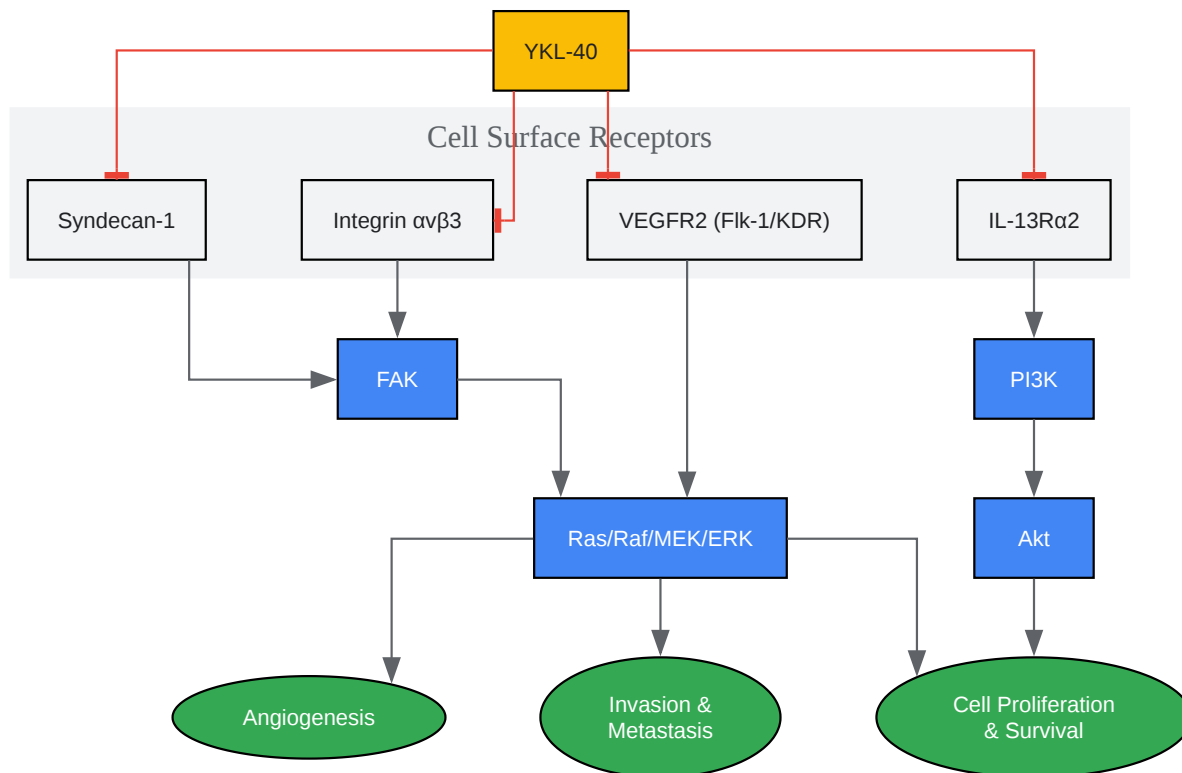 YKL-40
Cell Surface Receptors
Syndecan-1
Integrin αvβ3
VEGFR2 (Flk-1/KDR)
IL-13Rα2
FAK
PI3K
Ras/Raf/MEK/ERK
Akt
Angiogenesis
Invasion &
Metastasis
Cell Proliferation
& Survival